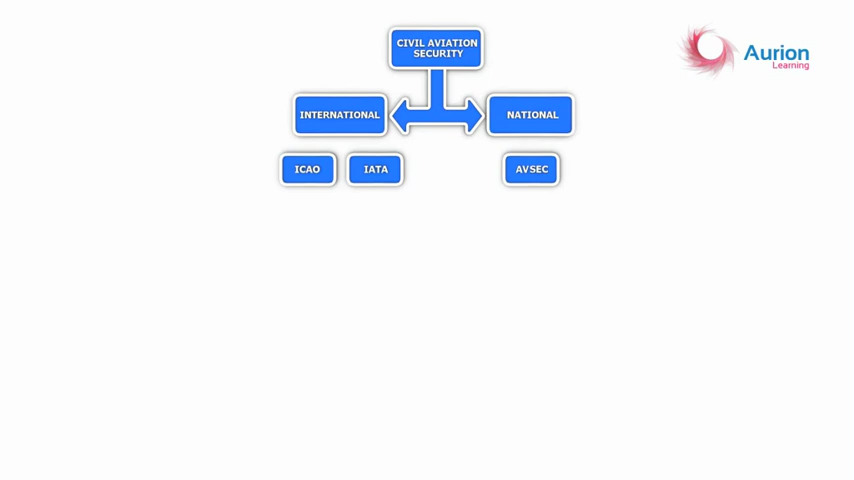 CIVIL AVIATION
SECURITY
Aurion
Learning
INTERNATIONAL
NATIONAL
ICAO
IATA
AVSEC